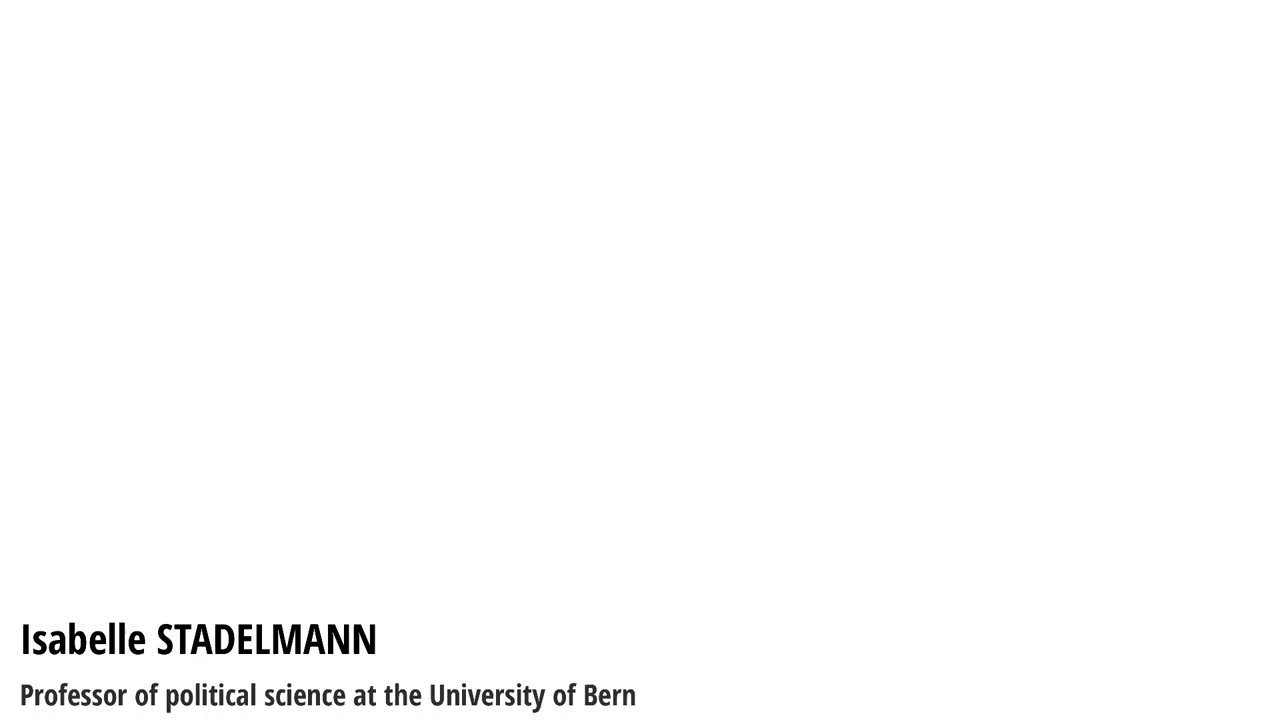 Isabelle STADELMANN
Professor of political science at the University of Bern